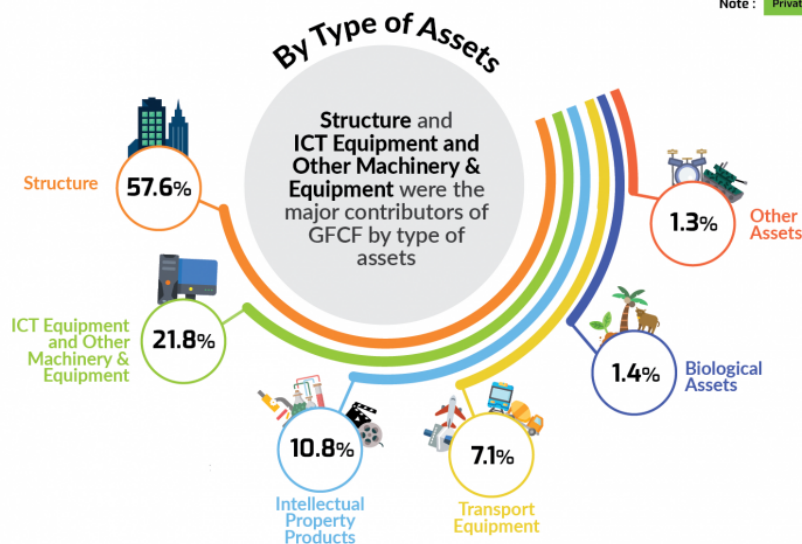 Note : Privat
By Type of Assets
Structure and
ICT Equipment and
Other Machinery &
Equipment were the
major contributors of
GFCF by type of
assets
Structure
57.6%
ICT Equipment
and Other
Machinery &
Equipment
21.8%
10.8%
Intellectual
Property
Products
7.1%
Transport
Equipment
1.4%
Biological
Assets
1.3%
Other
Assets